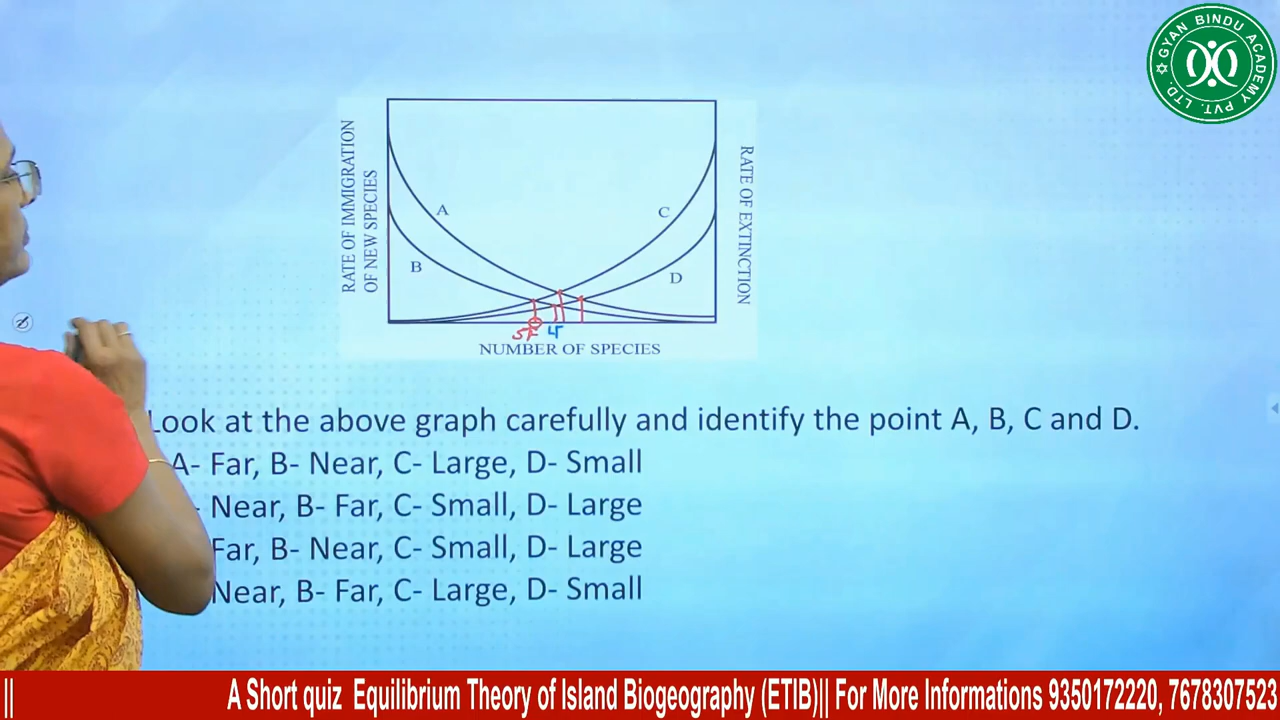 GYAN BINDU ACADEMY PVT. LTD.
RATE OF IMMIGRATION
OF NEW SPECIES
A
B
C
D
RATE OF EXTINCTION
NUMBER OF SPECIES
Look at the above graph carefully and identify the point A, B, C and D.
A- Far, B- Near, C- Large, D- Small
- Near, B- Far, C- Small, D- Large
Far, B- Near, C- Small, D- Large
Near, B- Far, C- Large, D- Small
|| A Short quiz Equilibrium Theory of Island Biogeography (ETIB)|| For More Informations 9350172220, 7678307523